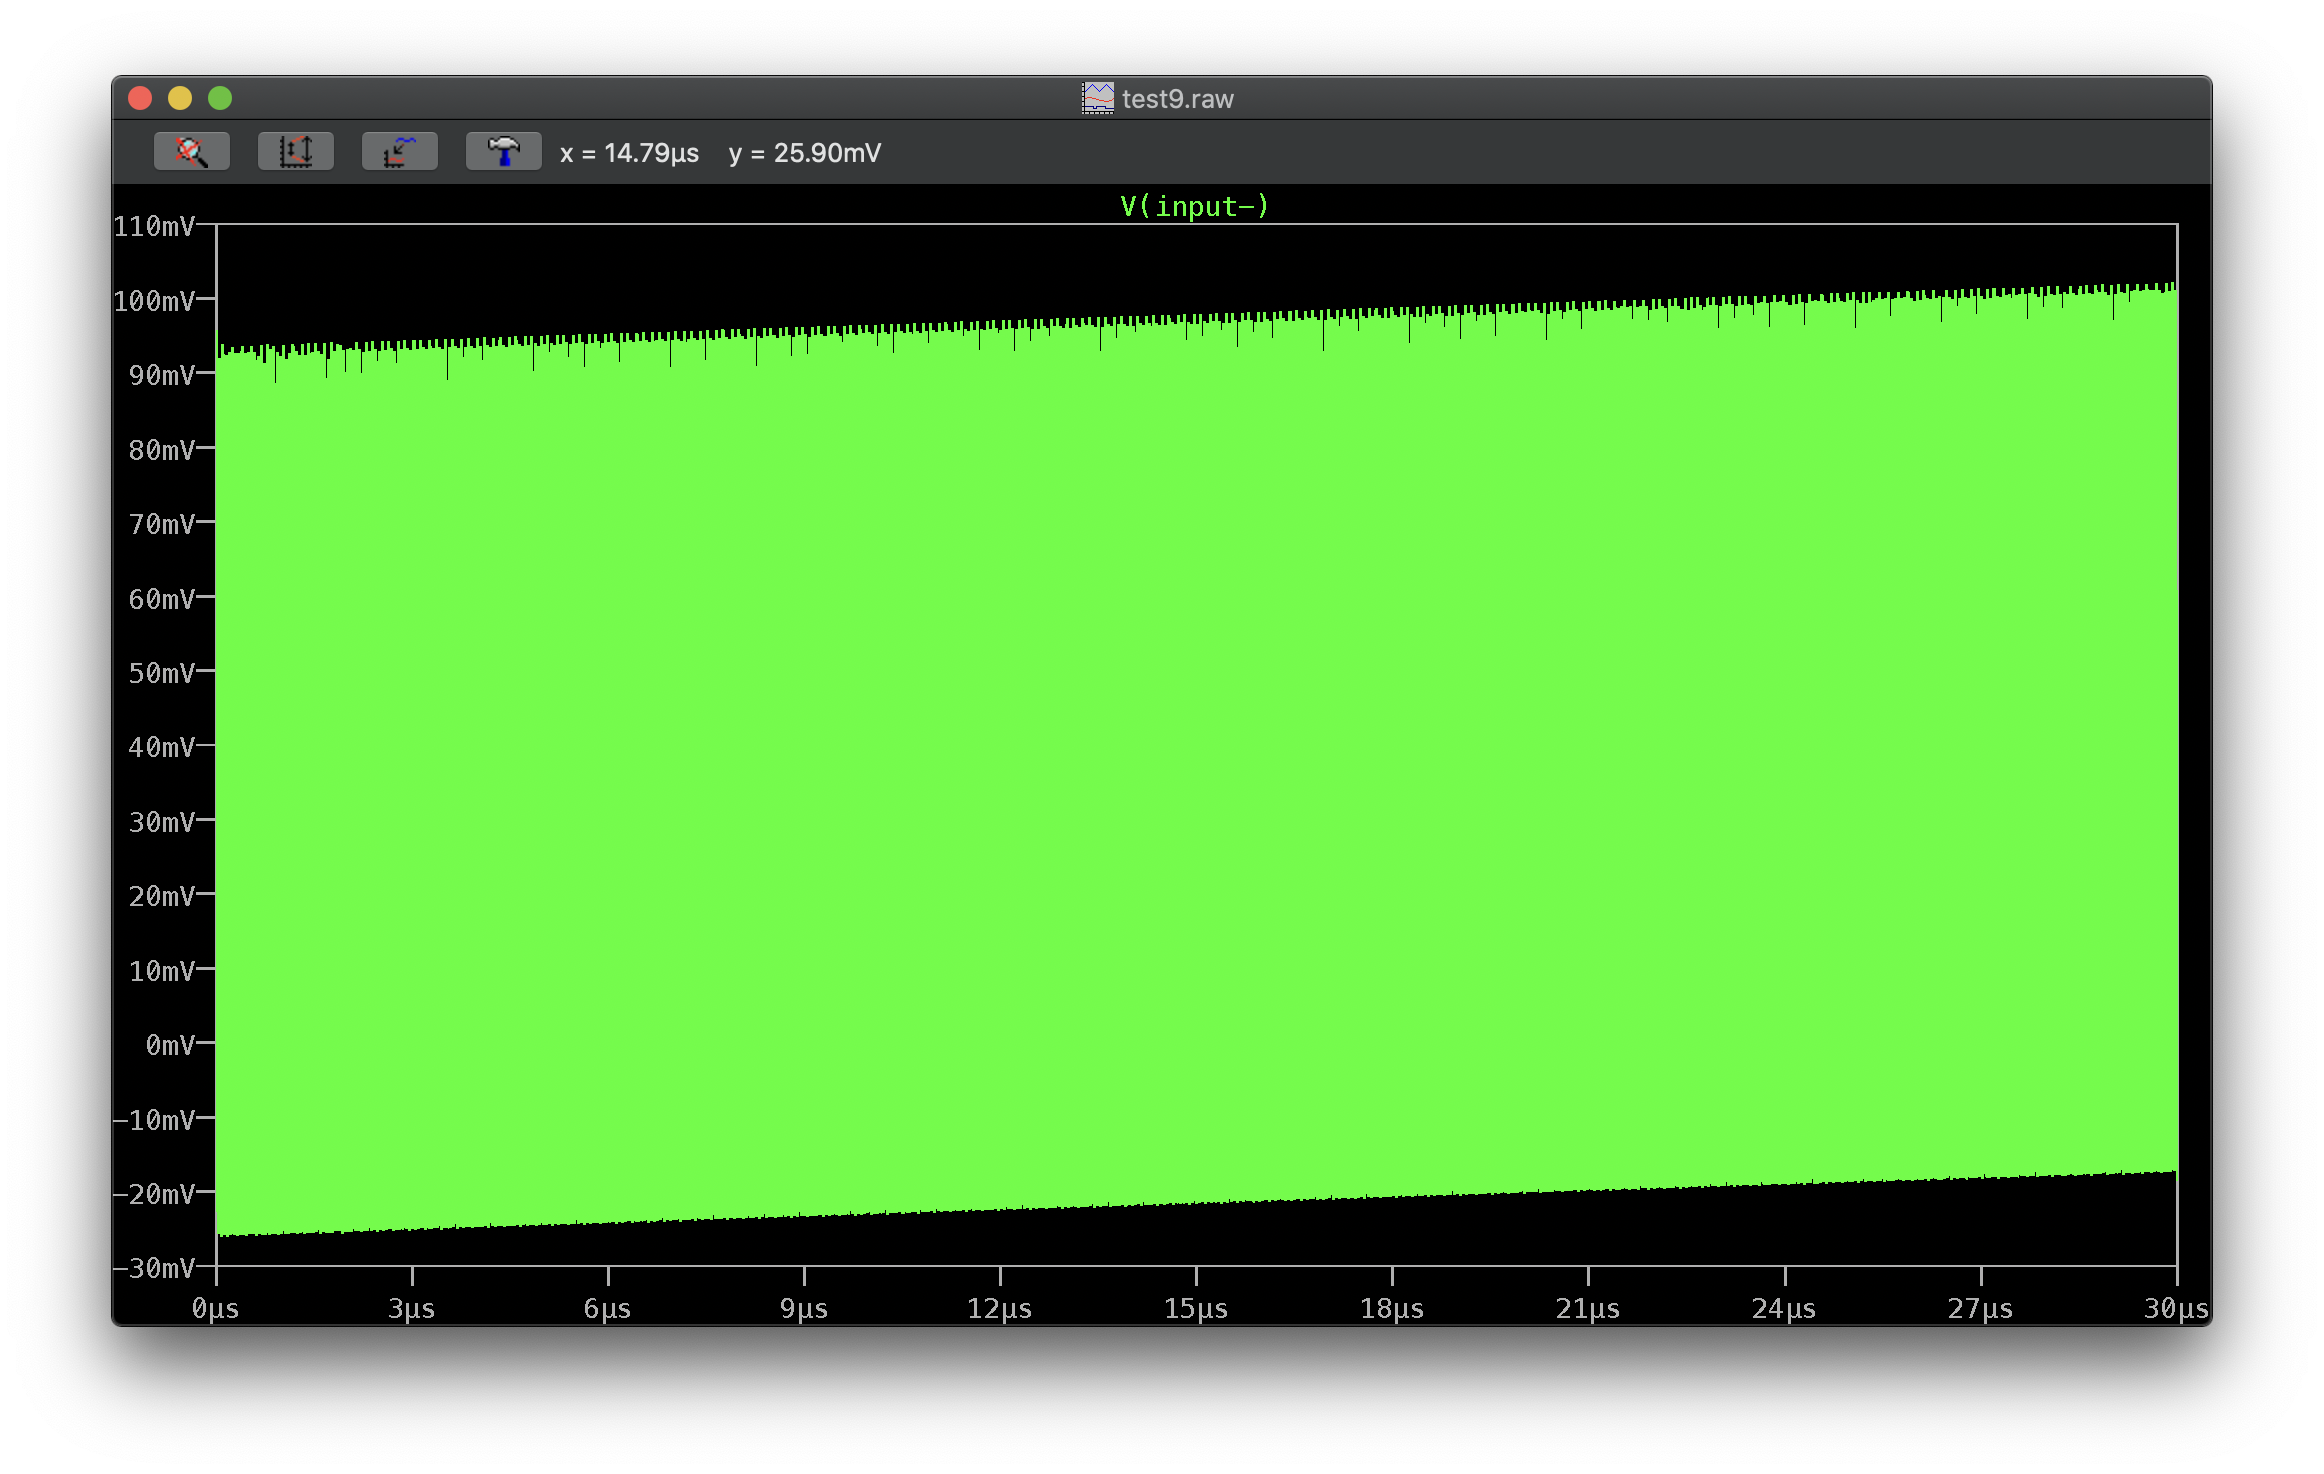 test9.raw
x = 14.79µs y = 25.90mV
V(input-)
110mV
100mV
90mV
80mV
70mV
60mV
50mV
40mV
30mV
20mV
10mV
0mV
-10mV
-20mV
-30mV
0µs 3µs 6µs 9µs 12µs 15µs 18µs 21µs 24µs 27µs 30µs